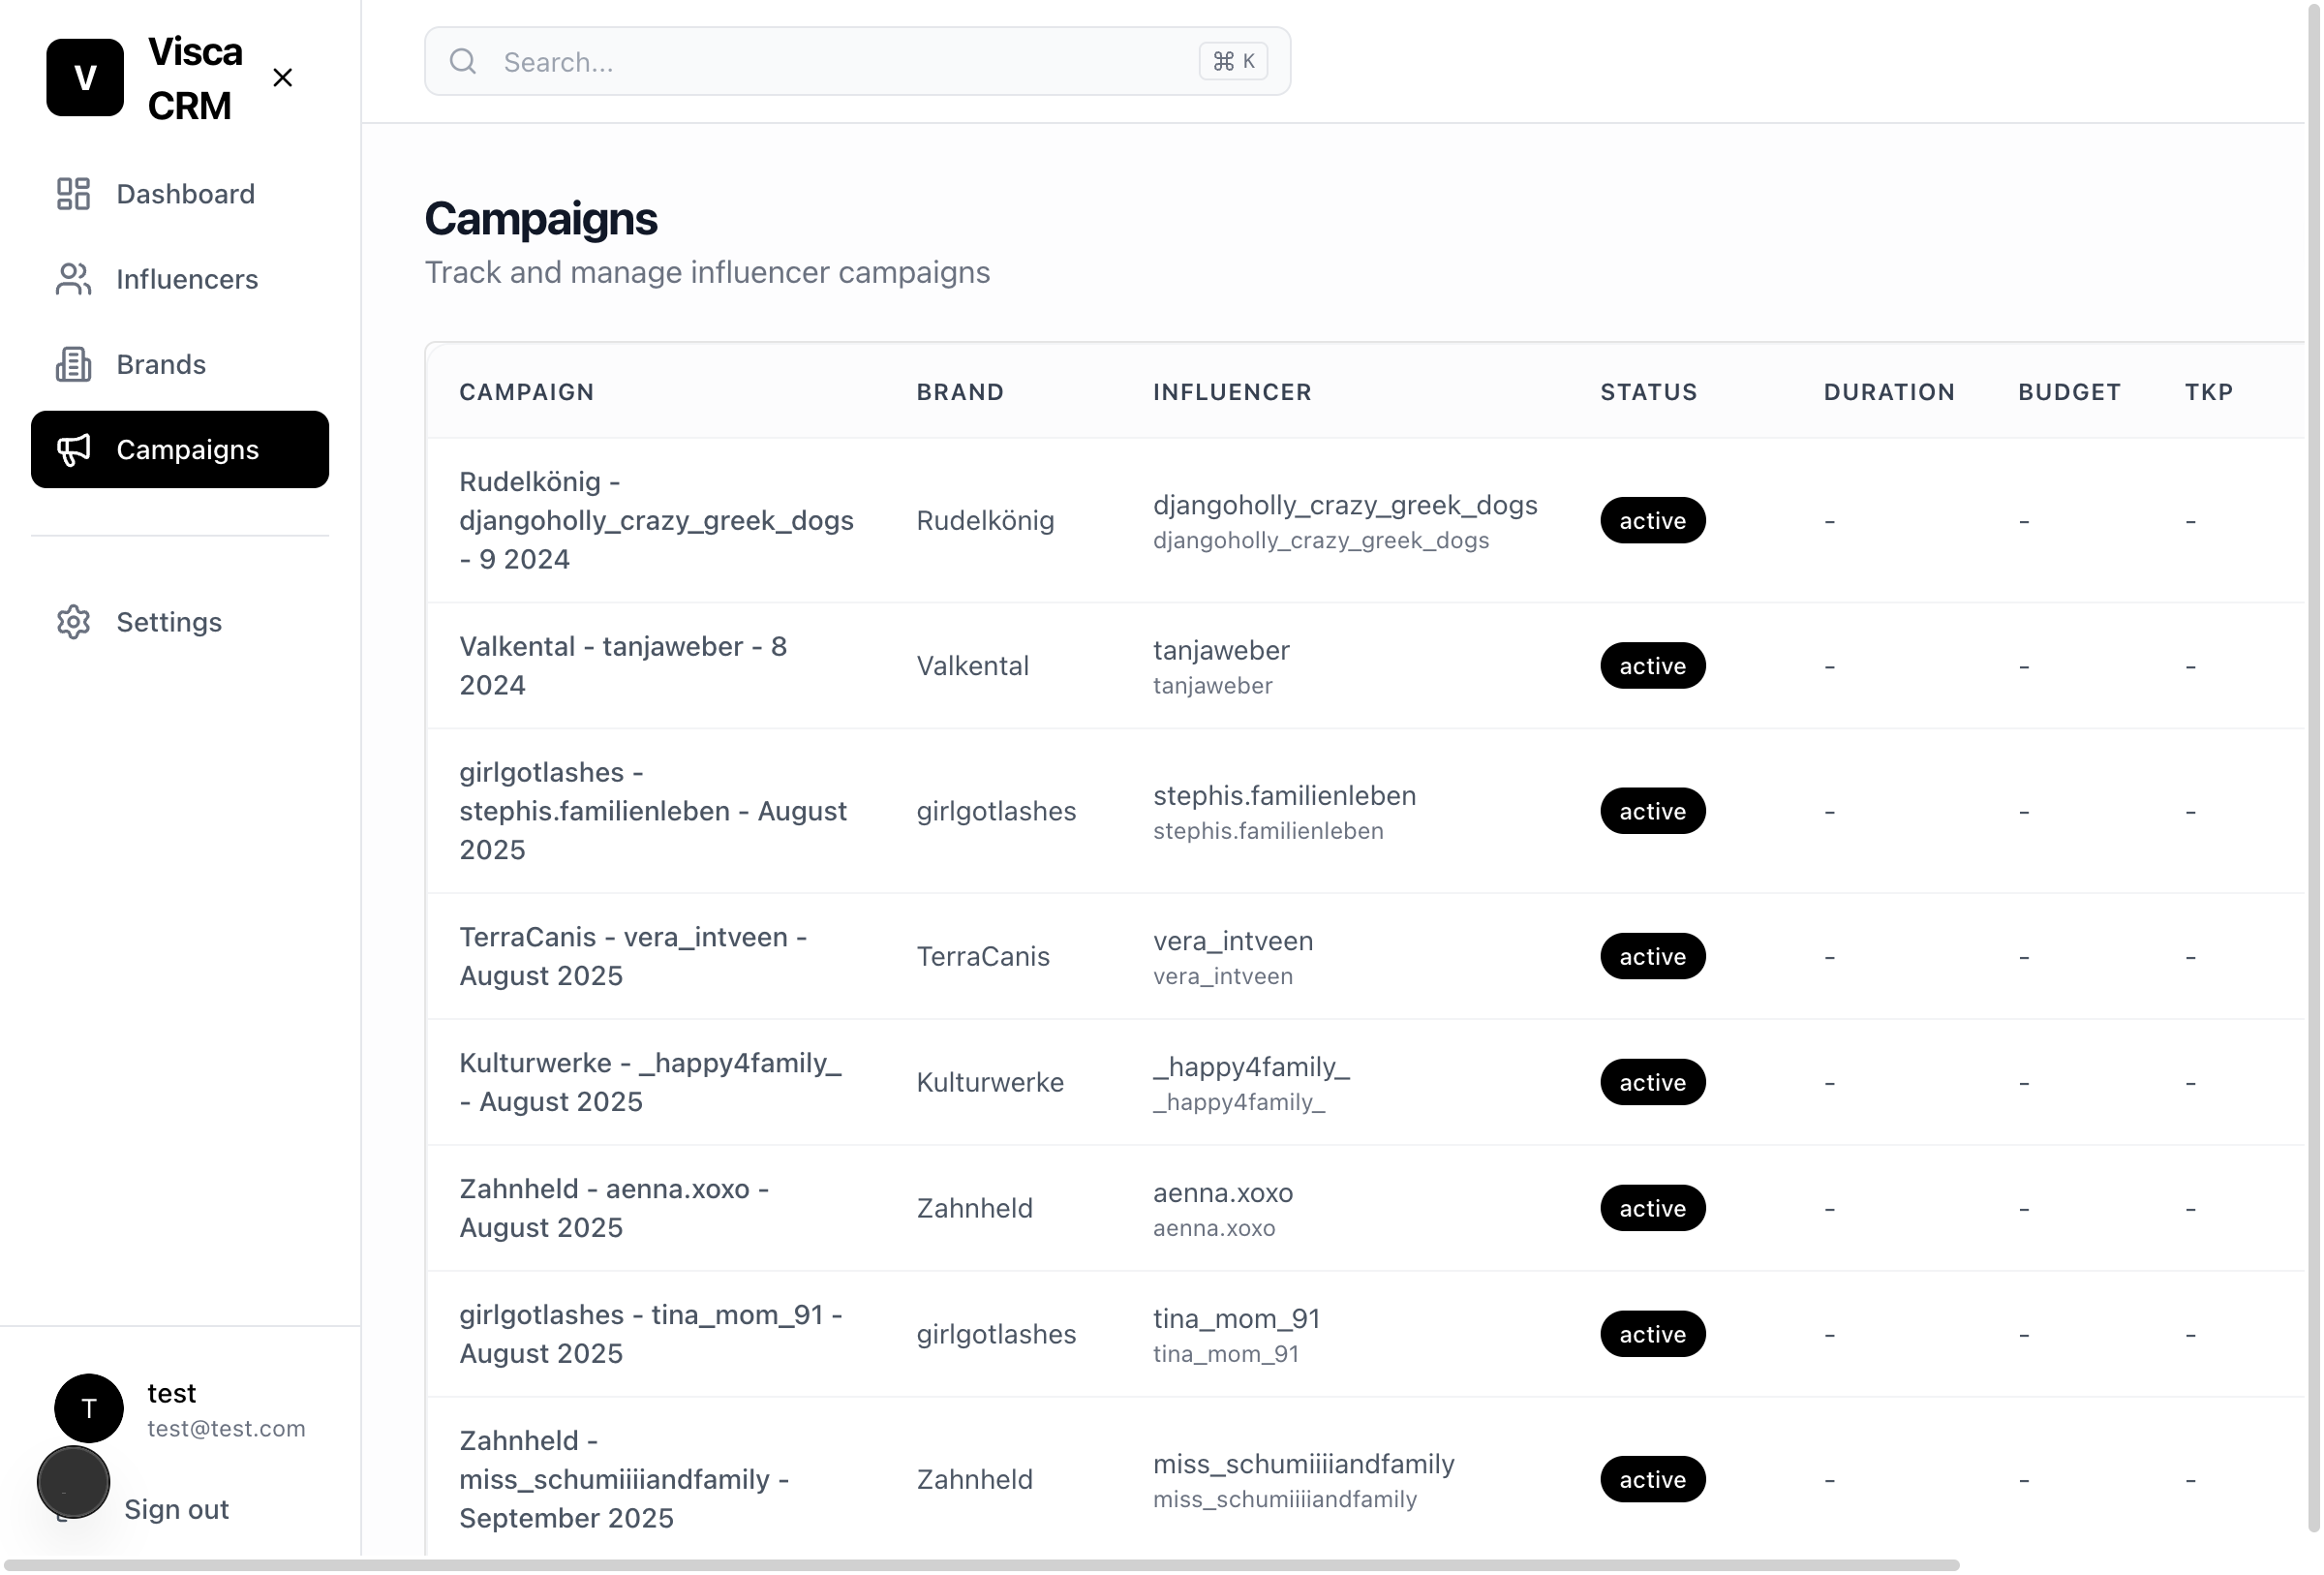 V
Visca
CRM
Search...
⌘ K
Dashboard
Influencers
Brands
Campaigns
Settings
Campaigns
Track and manage influencer campaigns
CAMPAIGN BRAND INFLUENCER STATUS DURATION BUDGET TKP
Rudelkönig -
djangoholly_crazy_greek_dogs
- 9 2024
Rudelkönig
djangoholly_crazy_greek_dogs
djangoholly_crazy_greek_dogs
active
- - -
Valkental - tanjaweber - 8
2024
Valkental
tanjaweber
tanjaweber
active
- - -
girlgotlashes -
stephis.familienleben - August
2025
girlgotlashes
stephis.familienleben
stephis.familienleben
active
- - -
TerraCanis - vera_intveen -
August 2025
TerraCanis
vera_intveen
vera_intveen
active
- - -
Kulturwerke - _happy4family_
- August 2025
Kulturwerke
_happy4family_
_happy4family_
active
- - -
Zahnheld - aenna.xoxo -
August 2025
Zahnheld
aenna.xoxo
aenna.xoxo
active
- - -
girlgotlashes - tina_mom_91 -
August 2025
girlgotlashes
tina_mom_91
tina_mom_91
active
- - -
Zahnheld -
miss_schumiiiiandfamily -
September 2025
Zahnheld
miss_schumiiiiandfamily
miss_schumiiiiandfamily
active
- - -
T
test
test@test.com
Sign out